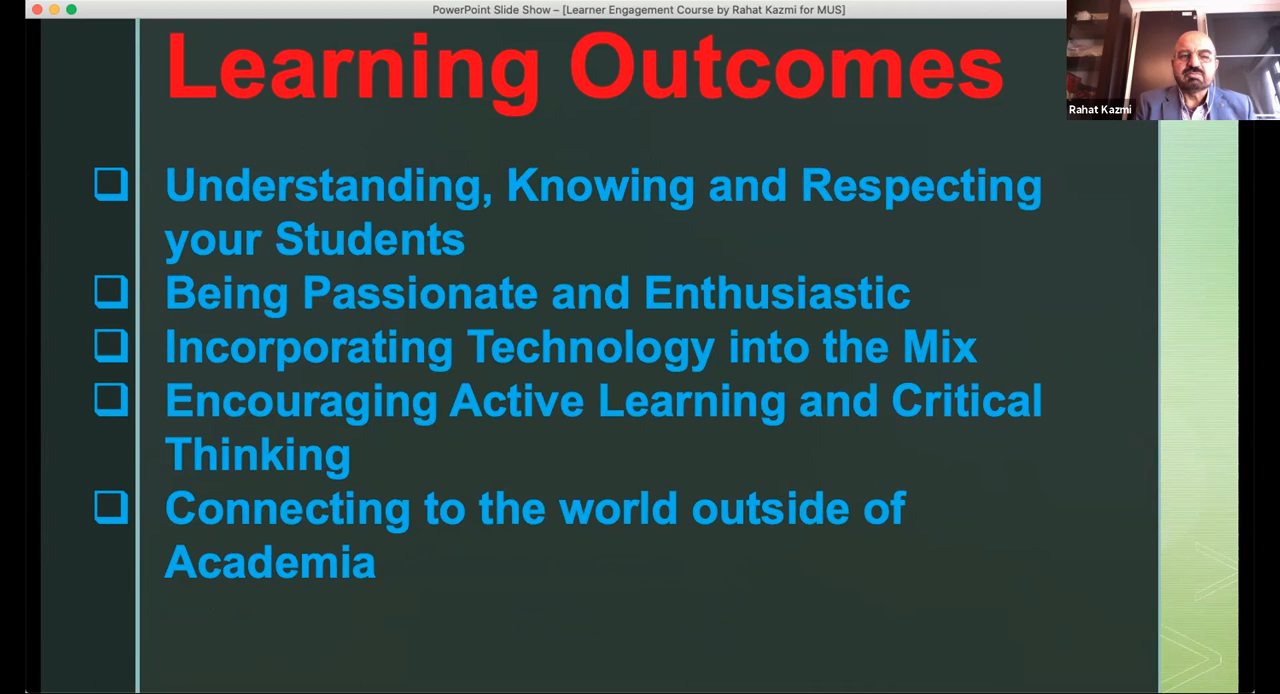 PowerPoint Slide Show – [Learner Engagement Course by Rahat Kazmi for MUS]
Rahat Kazmi
Learning Outcomes
Understanding, Knowing and Respecting
your Students
Being Passionate and Enthusiastic
Incorporating Technology into the Mix
Encouraging Active Learning and Critical
Thinking
Connecting to the world outside of
Academia